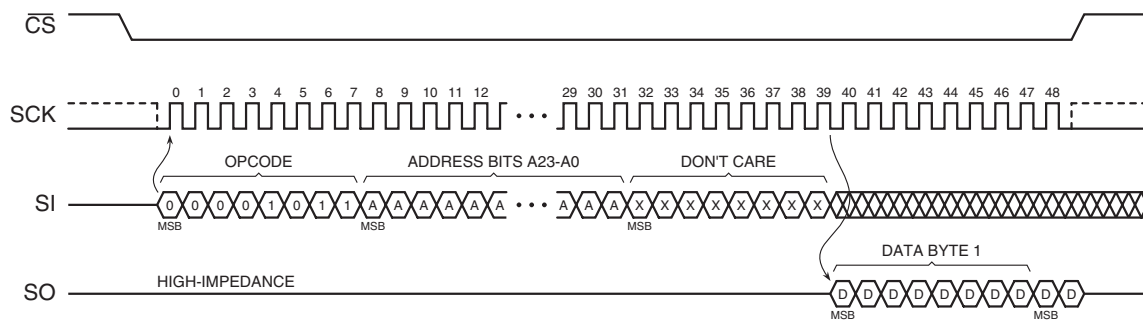 CS
SCK 0 1 2 3 4 5 6 7 8 9 10 11 12 29 30 31 32 33 34 35 36 37 38 39 40 41 42 43 44 45 46 47 48
OPCODE ADDRESS BITS A23-A0 DON'T CARE
SI 0 0 0 0 1 0 1 1 A A A A A A A A A X X X X X X X X
MSB MSB MSB
DATA BYTE 1
HIGH-IMPEDANCE
SO D D D D D D D D D D
MSB MSB